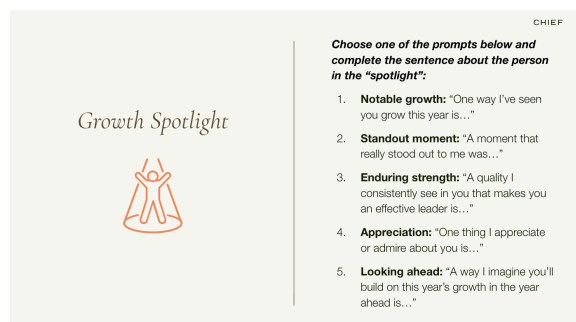 CHIEF
Growth Spotlight
Choose one of the prompts below and
complete the sentence about the person
in the “spotlight”:
1. Notable growth: “One way I’ve seen
you grow this year is…”
2. Standout moment: “A moment that
really stood out to me was…”
3. Enduring strength: “A quality I
consistently see in you that makes you
an effective leader is…”
4. Appreciation: “One thing I appreciate
or admire about you is…”
5. Looking ahead: “A way I imagine you’ll
build on this year’s growth in the year
ahead is…”